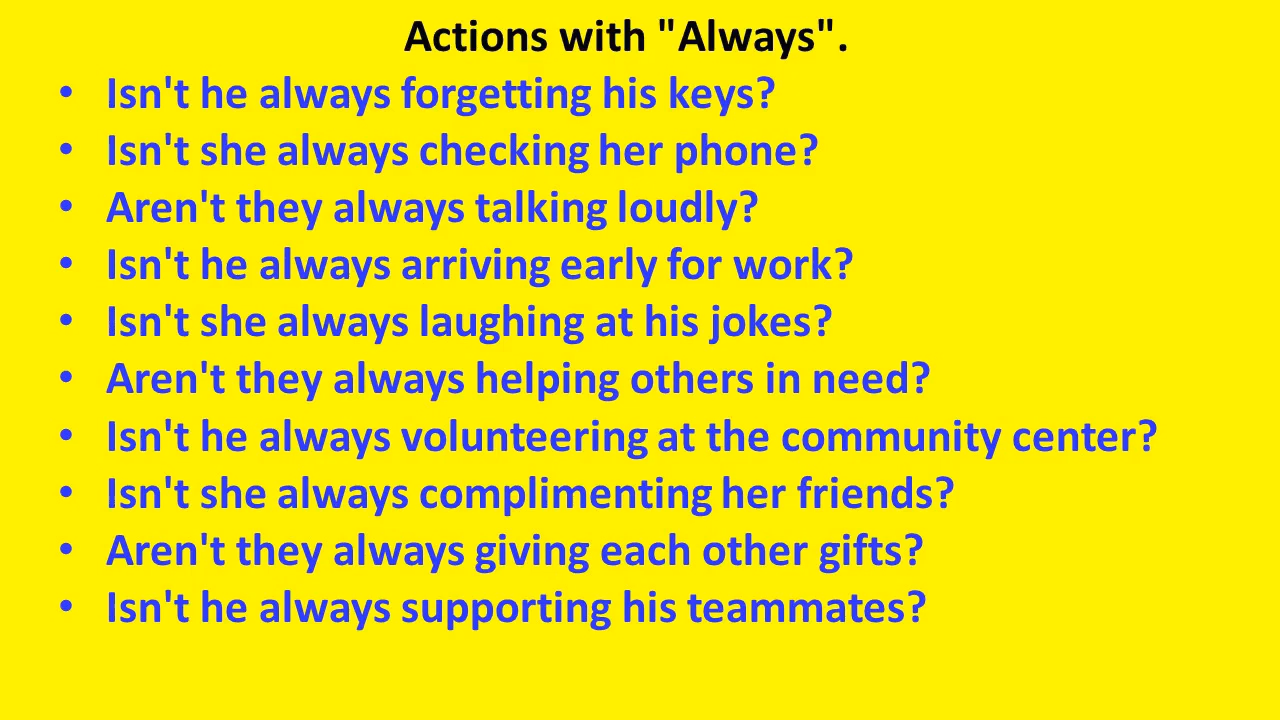 Actions with "Always".
• Isn't he always forgetting his keys?
• Isn't she always checking her phone?
• Aren't they always talking loudly?
• Isn't he always arriving early for work?
• Isn't she always laughing at his jokes?
• Aren't they always helping others in need?
• Isn't he always volunteering at the community center?
• Isn't she always complimenting her friends?
• Aren't they always giving each other gifts?
• Isn't he always supporting his teammates?